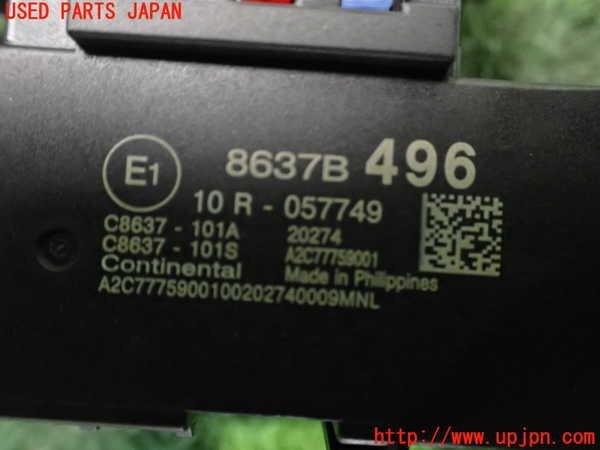 USED PARTS JAPAN
E1
8637B 496
10 R - 057749
C8637 - 101A 20274
C8637 - 101S A2C77759001
Continental Made in Philippines
A2C7775900100202740009MNL
http://www.upjpn.com/